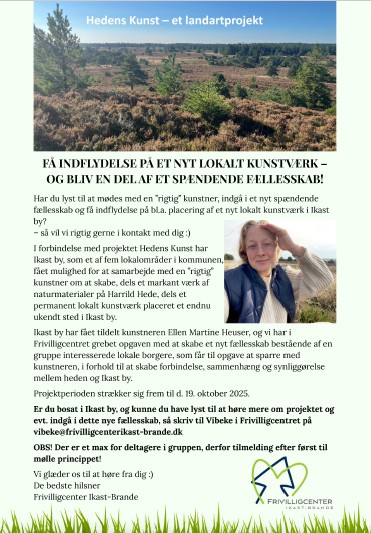 Hedens Kunst – et landartprojekt
FÅ INDFLYDELSE PÅ ET NYT LOKALT KUNSTVÆRK –
OG BLIV EN DEL AF ET SPÆNDENDE FÆLLESSKAB!
Har du lyst til at mødes med en "rigtig" kunstner, indgå i et nyt spændende
fællesskab og få indflydelse på bl.a. placering af et nyt lokalt kunstværk i Ikast
by?
– så vil vi rigtig gerne i kontakt med dig :)
I forbindelse med projektet Hedens Kunst har
Ikast by, som et af fem lokalområder i kommunen,
fået mulighed for at samarbejde med en "rigtig"
kunstner om at skabe, dels et markant værk af
naturmaterialer på Harrild Hede, dels et
permanent lokalt kunstværk placeret et endnu
ukendt sted i Ikast by.
Ikast by har fået tildelt kunstneren Ellen Martine Heuser, og vi har i
Frivilligcentret grebet opgaven med at skabe et nyt fællesskab bestående af en
gruppe interesserede lokale borgere, som får til opgave at sparre med
kunstneren, i forhold til at skabe forbindelse, sammenhæng og synliggørelse
mellem heden og Ikast by.
Projektperioden strækker sig frem til d. 19. oktober 2025.
Er du bosat i Ikast by, og kunne du have lyst til at høre mere om projektet og
evt. indgå i dette nye fællesskab, så skriv til Vibeke i Frivilligcentret på
vibeke@frivilligcenterikast-brande.dk
OBS! Der er et max for deltagere i gruppen, derfor tilmelding efter først til
mølle princippet!
Vi glæder os til at høre fra dig :)
De bedste hilsner
Frivilligcenter Ikast-Brande
FRIVILLIGCENTER
IKAST-BRANDE